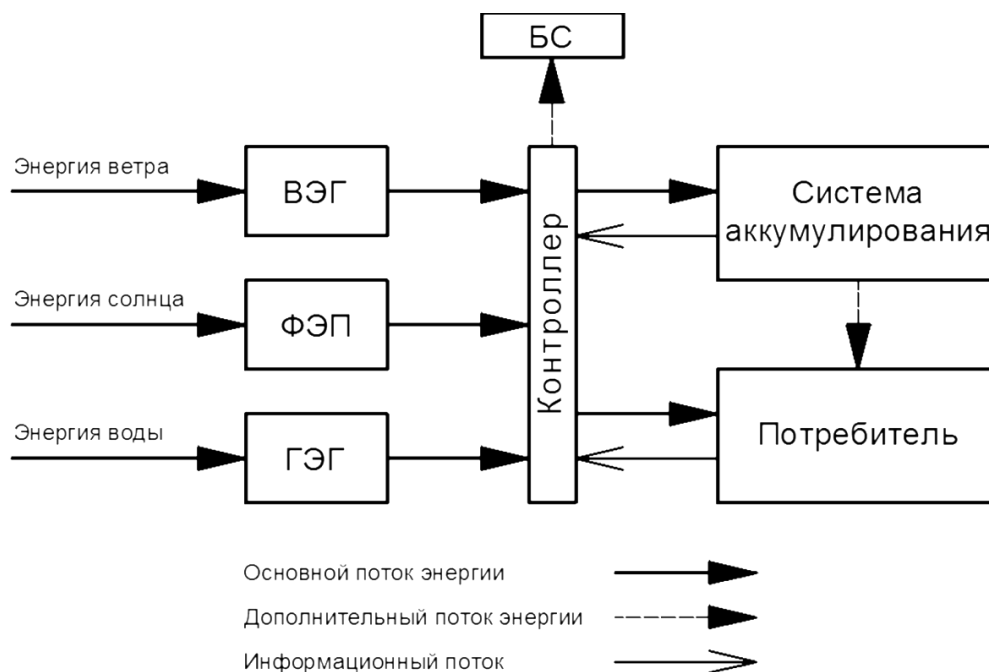 БС
Энергия ветра
ВЭГ
Система
аккумулирования
Контроллер
Энергия солнца
ФЭП
Энергия воды
ГЭГ
Потребитель
Основной поток энергии
Дополнительный поток энергии
Информационный поток